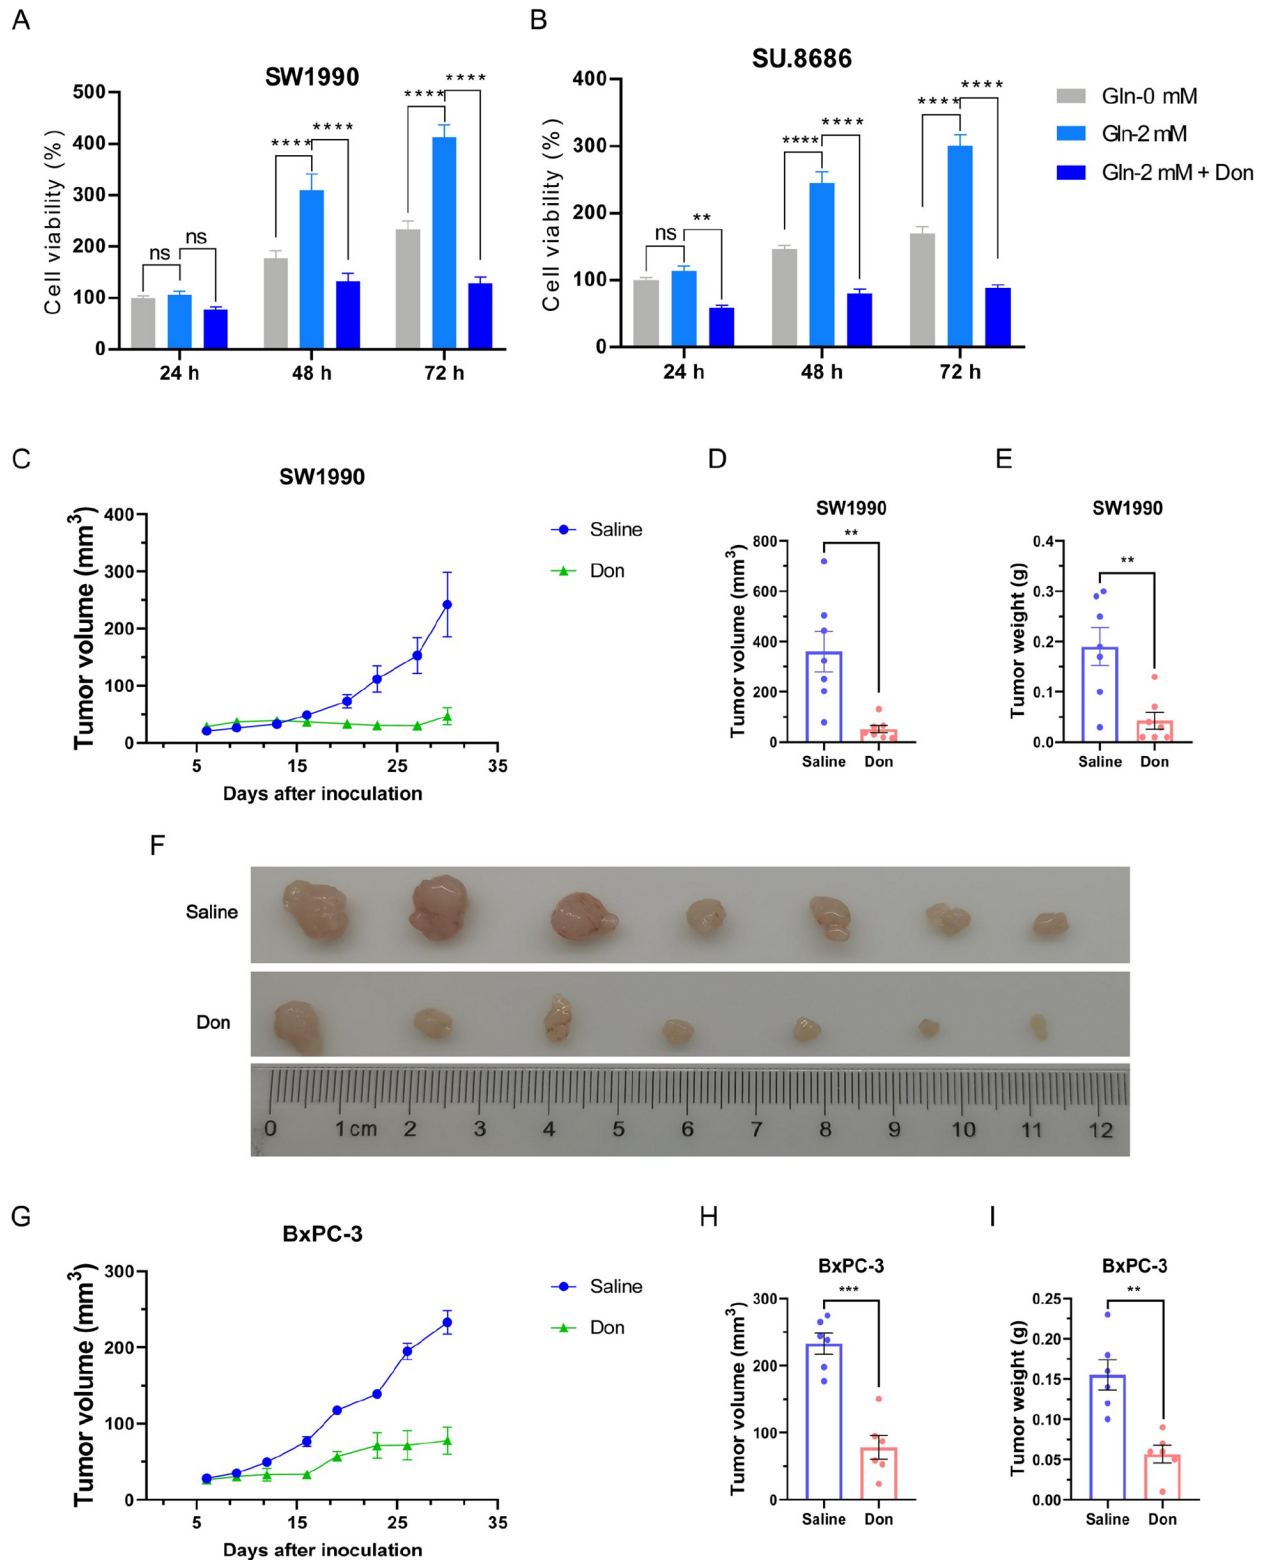 A
B
SW1990
SU.8686
Cell viability (%)
500
400
300
200
100
0
ns
ns
****
****
****
****
24 h
48 h
72 h
Cell viability (%)
400
300
200
100
0
ns
**
****
****
****
****
24 h
48 h
72 h
Gln-0 mM
Gln-2 mM
Gln-2 mM + Don
C
SW1990
Tumor volume (mm³)
400
300
200
100
0
5
15
25
35
Days after inoculation
Saline
Don
D
SW1990
Tumor volume (mm³)
800
600
400
200
0
**
Saline
Don
E
SW1990
Tumor weight (g)
0.4
0.3
0.2
0.1
0.0
**
Saline
Don
F
Saline
Don
0 1 cm 2 3 4 5 6 7 8 9 10 11 12
G
BxPC-3
Tumor volume (mm³)
300
200
100
0
5
15
25
35
Days after inoculation
Saline
Don
H
BxPC-3
Tumor volume (mm³)
300
200
100
0
***
Saline
Don
I
BxPC-3
Tumor weight (g)
0.25
0.20
0.15
0.10
0.05
0.00
**
Saline
Don